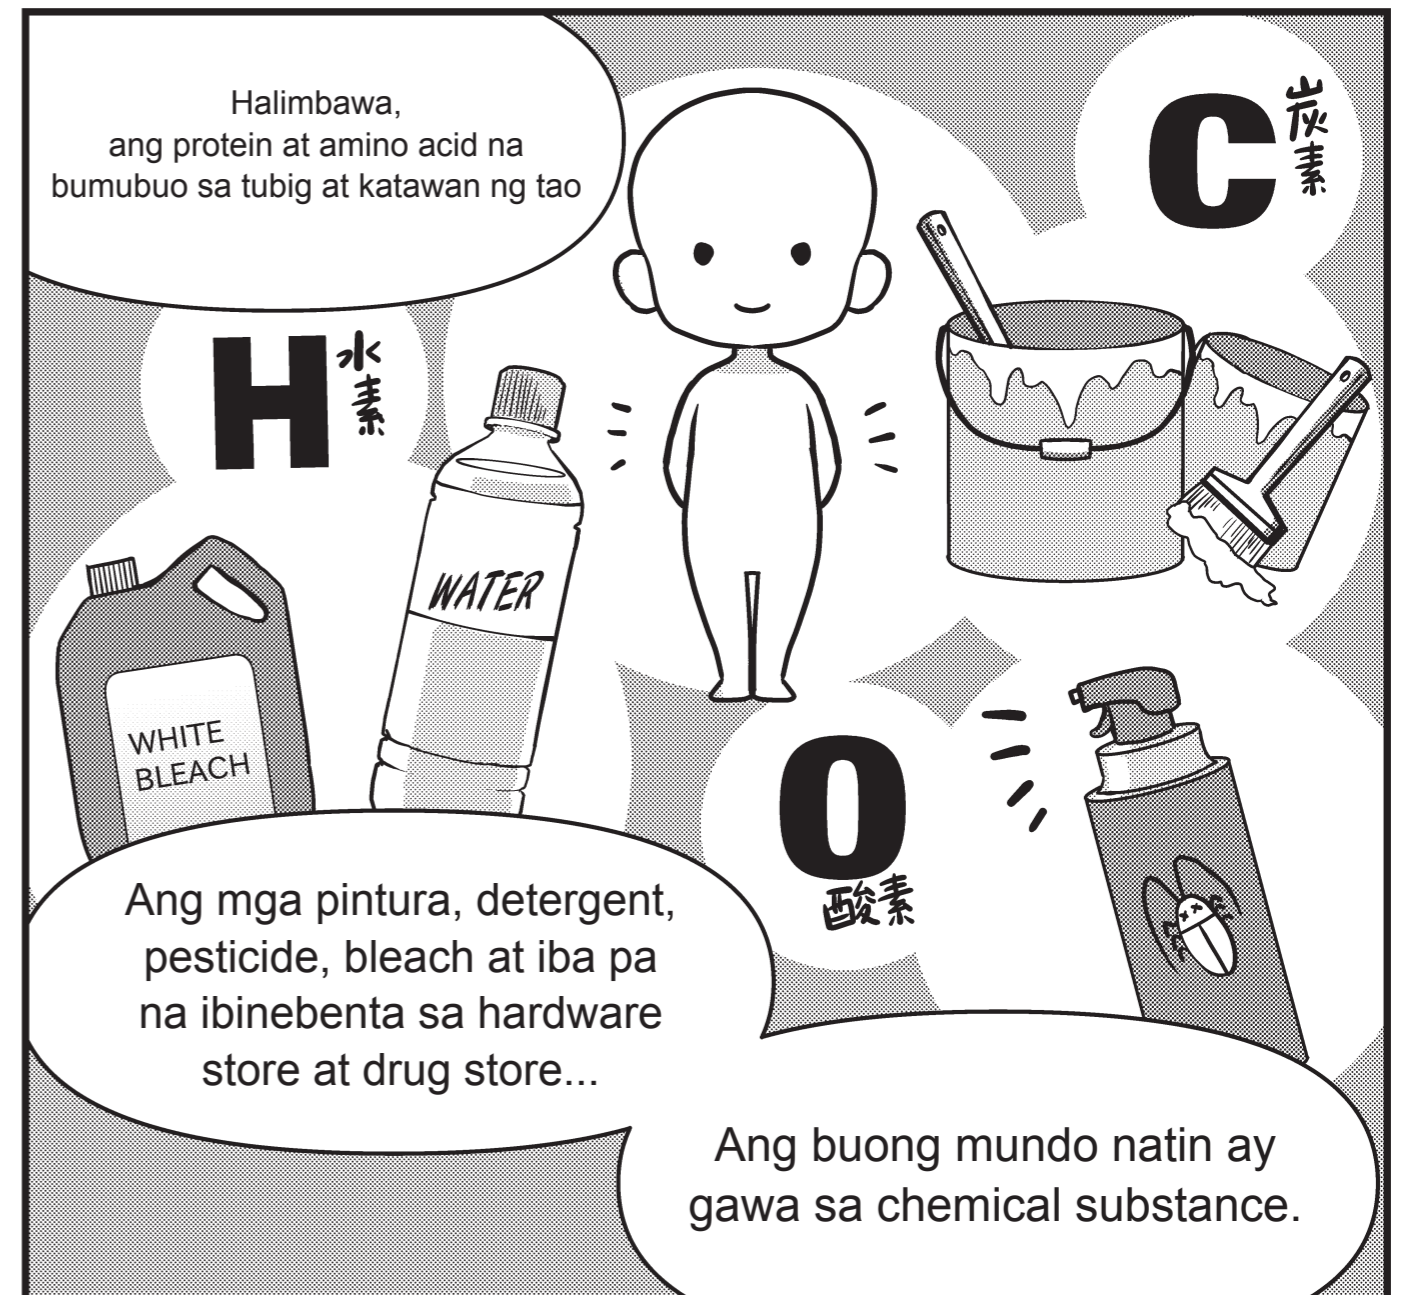 Halimbawa,
ang protein at amino acid na
bumubuo sa tubig at katawan ng tao
C
炭素
H
水素
WATER
WHITE
BLEACH
O
酸素
Ang mga pintura, detergent,
pesticide, bleach at iba pa
na ibinebenta sa hardware
store at drug store...
Ang buong mundo natin ay
gawa sa chemical substance.